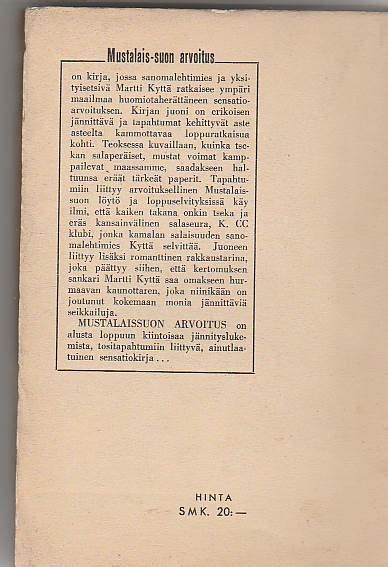 Mustalais-suon arvoitus
on kirja, jossa sanomalehtimies ja yksi-
tyisetsivä Martti Kyttä ratkaisee ympäri
maailmaa huomiotaherättäneen sensatio-
arvoituksen. Kirjan juoni on erikoisen
jännittävä ja tapahtumat kehittyvät aste
asteelta kammottavaa loppuratkaisua
kohti. Teoksessa kuvaillaan, kuinka tse-
kan salaperäiset, mustat voimat kamp-
pailevat maassamme, saadakseen hal-
tuunsa eräät tärkeät paperit. Tapahtu-
miin liittyy arvoituksellinen Mustalais-
suon löytö ja loppuselvityksissä käy
ilmi, että kaiken takana onkin tseka ja
eräs kansainvälinen salaseura, K. CC
klubi, jonka kamalan salaisuuden sano-
malehtimies Kyttä selvittää. Juoneen
liittyy lisäksi romanttinen rakkaustarina,
joka päättyy siihen, että kertomuksen
sankari Martti Kyttä saa omakseen hur-
maavan kaunottaren, joka niinikään on
joutunut kokemaan monia jännittäviä
seikkailuja.
MUSTALAISSUON ARVOITUS on
alusta loppuun kiintoisaa jännitysluke-
mista, tositapahtumiin liittyvä, ainutlaa-
tuinen sensatiokirja . . .
HINTA
SMK. 20:—